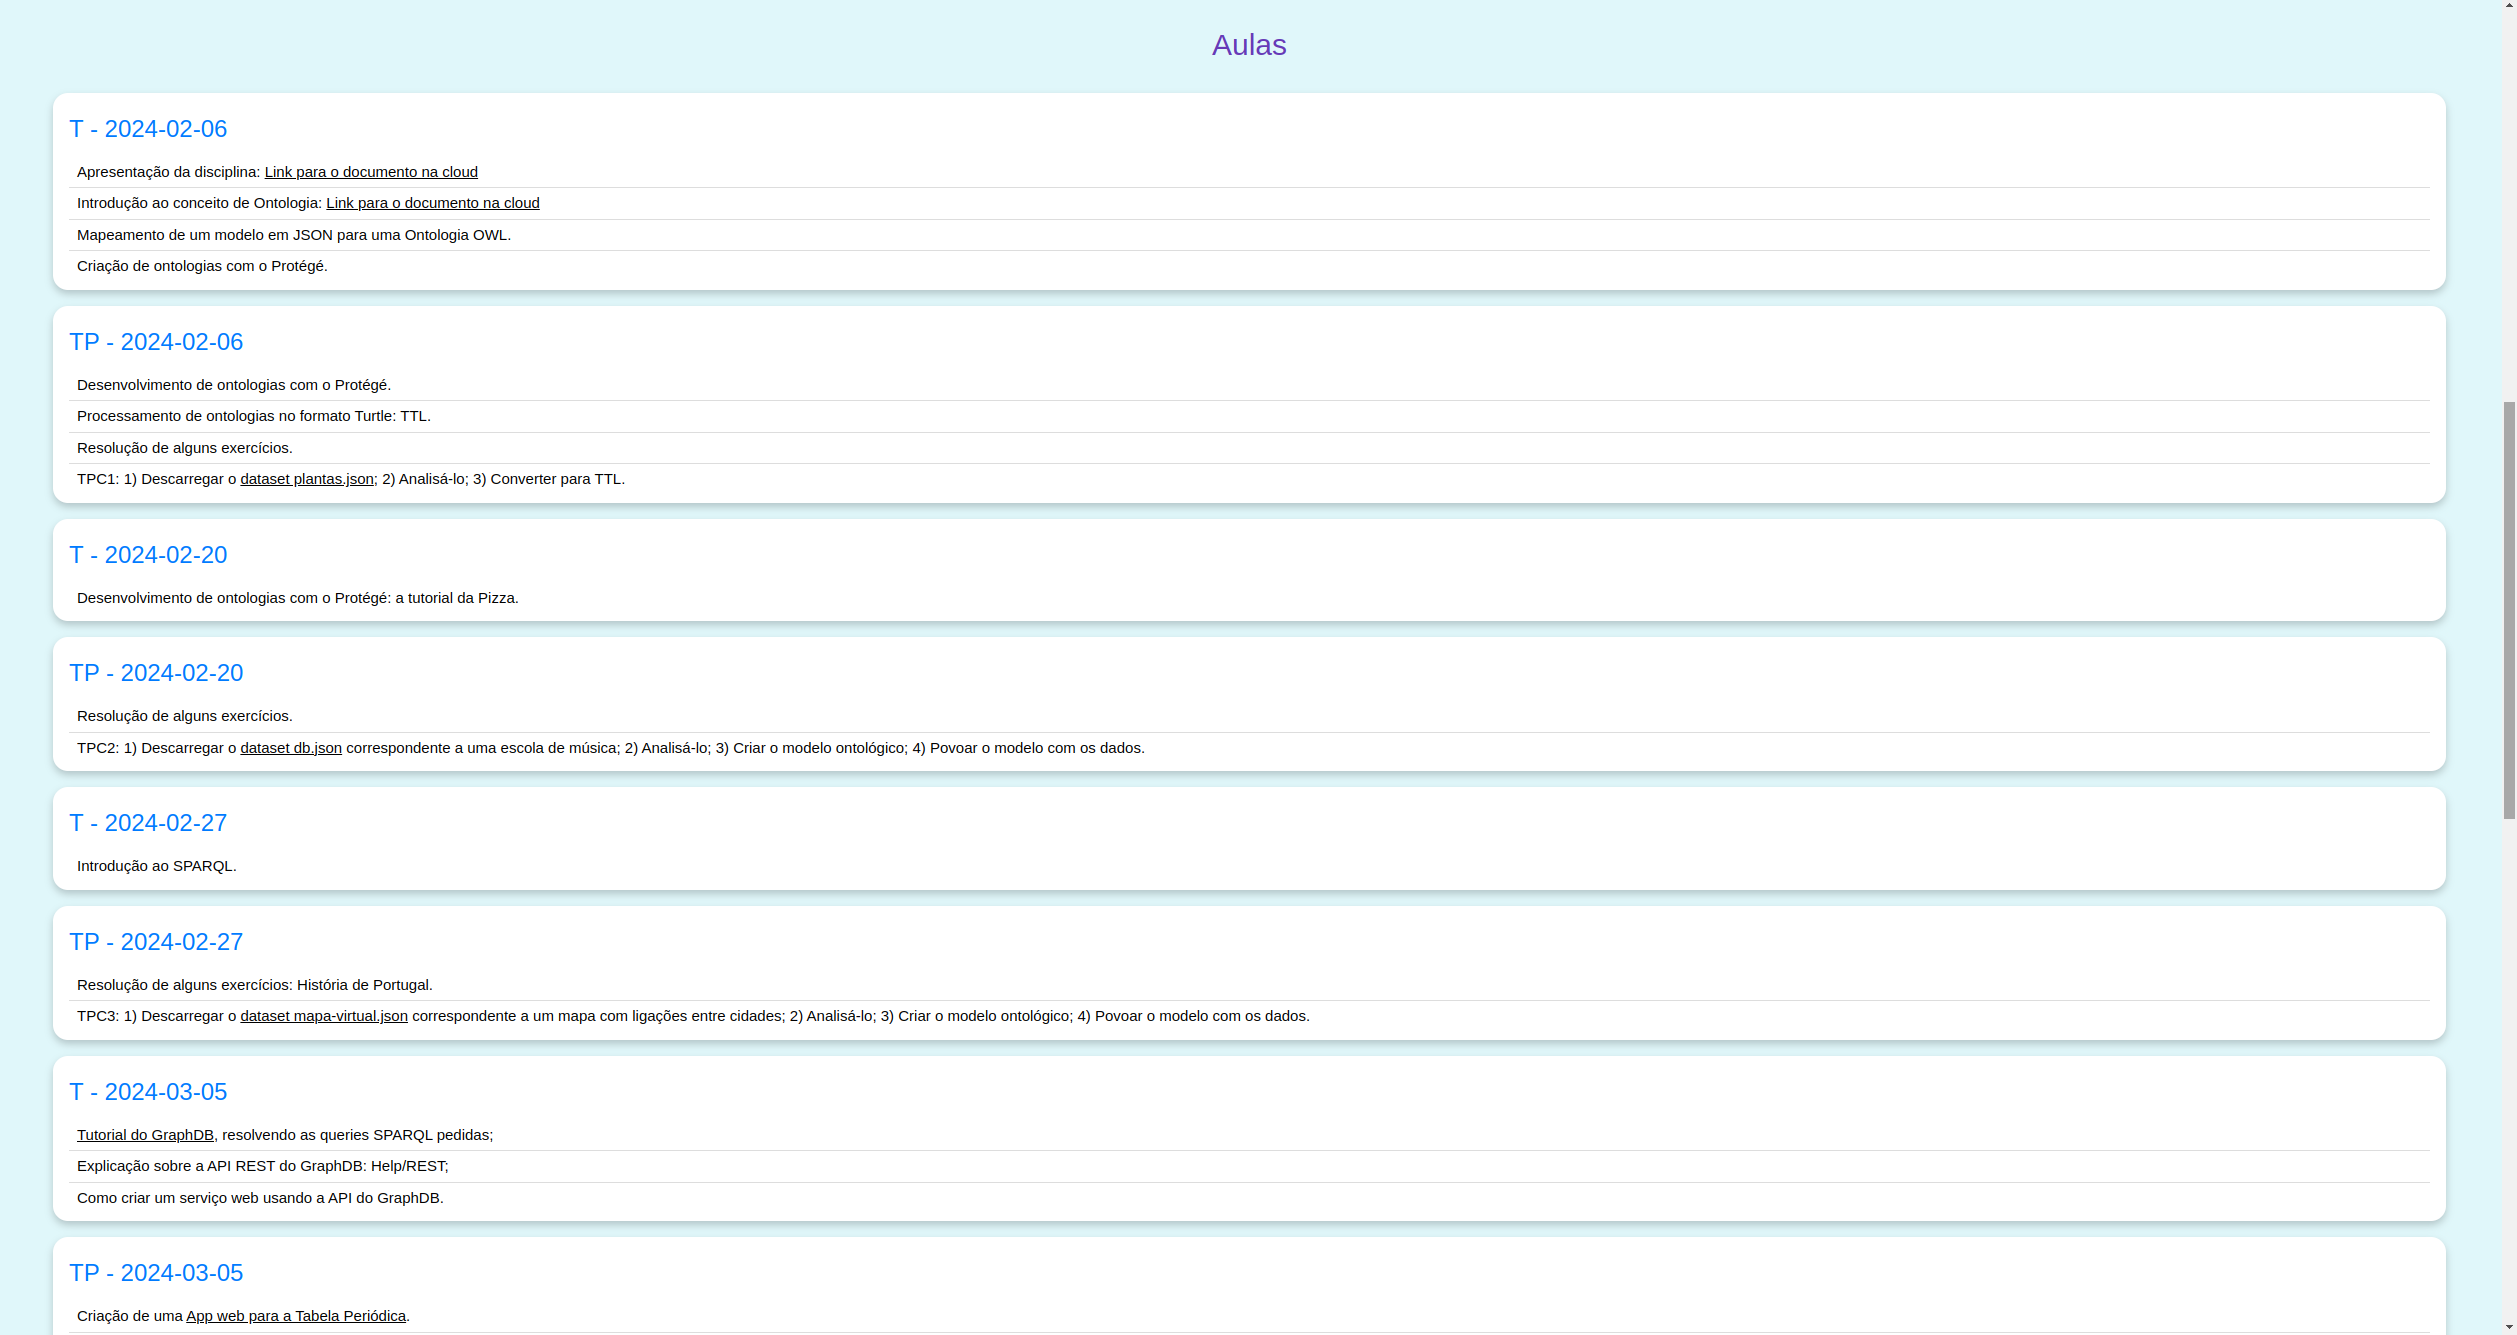 Aulas
T - 2024-02-06
Apresentação da disciplina: Link para o documento na cloud
Introdução ao conceito de Ontologia: Link para o documento na cloud
Mapeamento de um modelo em JSON para uma Ontologia OWL.
Criação de ontologias com o Protégé.
TP - 2024-02-06
Desenvolvimento de ontologias com o Protégé.
Processamento de ontologias no formato Turtle: TTL.
Resolução de alguns exercícios.
TPC1: 1) Descarregar o dataset plantas.json; 2) Analisá-lo; 3) Converter para TTL.
T - 2024-02-20
Desenvolvimento de ontologias com o Protégé: a tutorial da Pizza.
TP - 2024-02-20
Resolução de alguns exercícios.
TPC2: 1) Descarregar o dataset db.json correspondente a uma escola de música; 2) Analisá-lo; 3) Criar o modelo ontológico; 4) Povoar o modelo com os dados.
T - 2024-02-27
Introdução ao SPARQL.
TP - 2024-02-27
Resolução de alguns exercícios: História de Portugal.
TPC3: 1) Descarregar o dataset mapa-virtual.json correspondente a um mapa com ligações entre cidades; 2) Analisá-lo; 3) Criar o modelo ontológico; 4) Povoar o modelo com os dados.
T - 2024-03-05
Tutorial do GraphDB, resolvendo as queries SPARQL pedidas;
Explicação sobre a API REST do GraphDB: Help/REST;
Como criar um serviço web usando a API do GraphDB.
TP - 2024-03-05
Criação de uma App web para a Tabela Periódica.